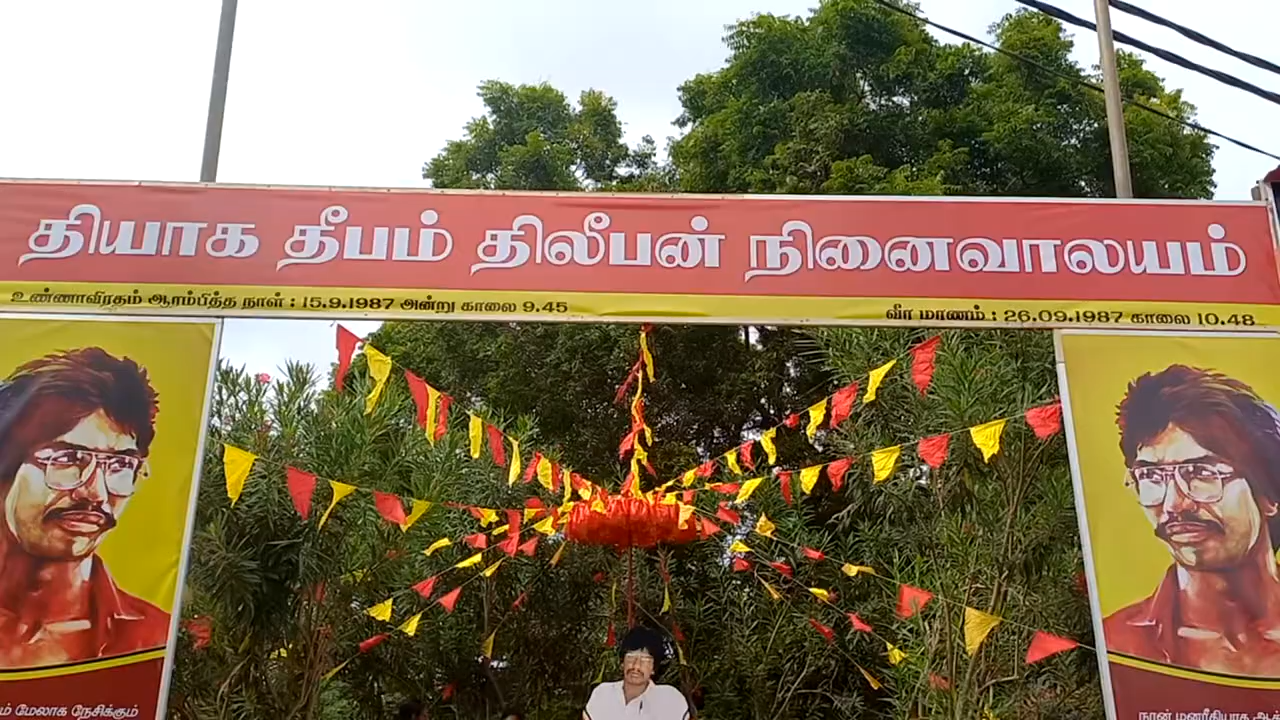 தியாக தீபம் திலீபன் நினைவாலயம்
உண்ணாவிரதம் ஆரம்பித்த நாள் : 15.9.1987 அன்று காலை 9.45
வீர மரணம் : 26.09.1987 காலை 10.48
மேலாக நேசிக்கும்
நான் மனரீதியாக